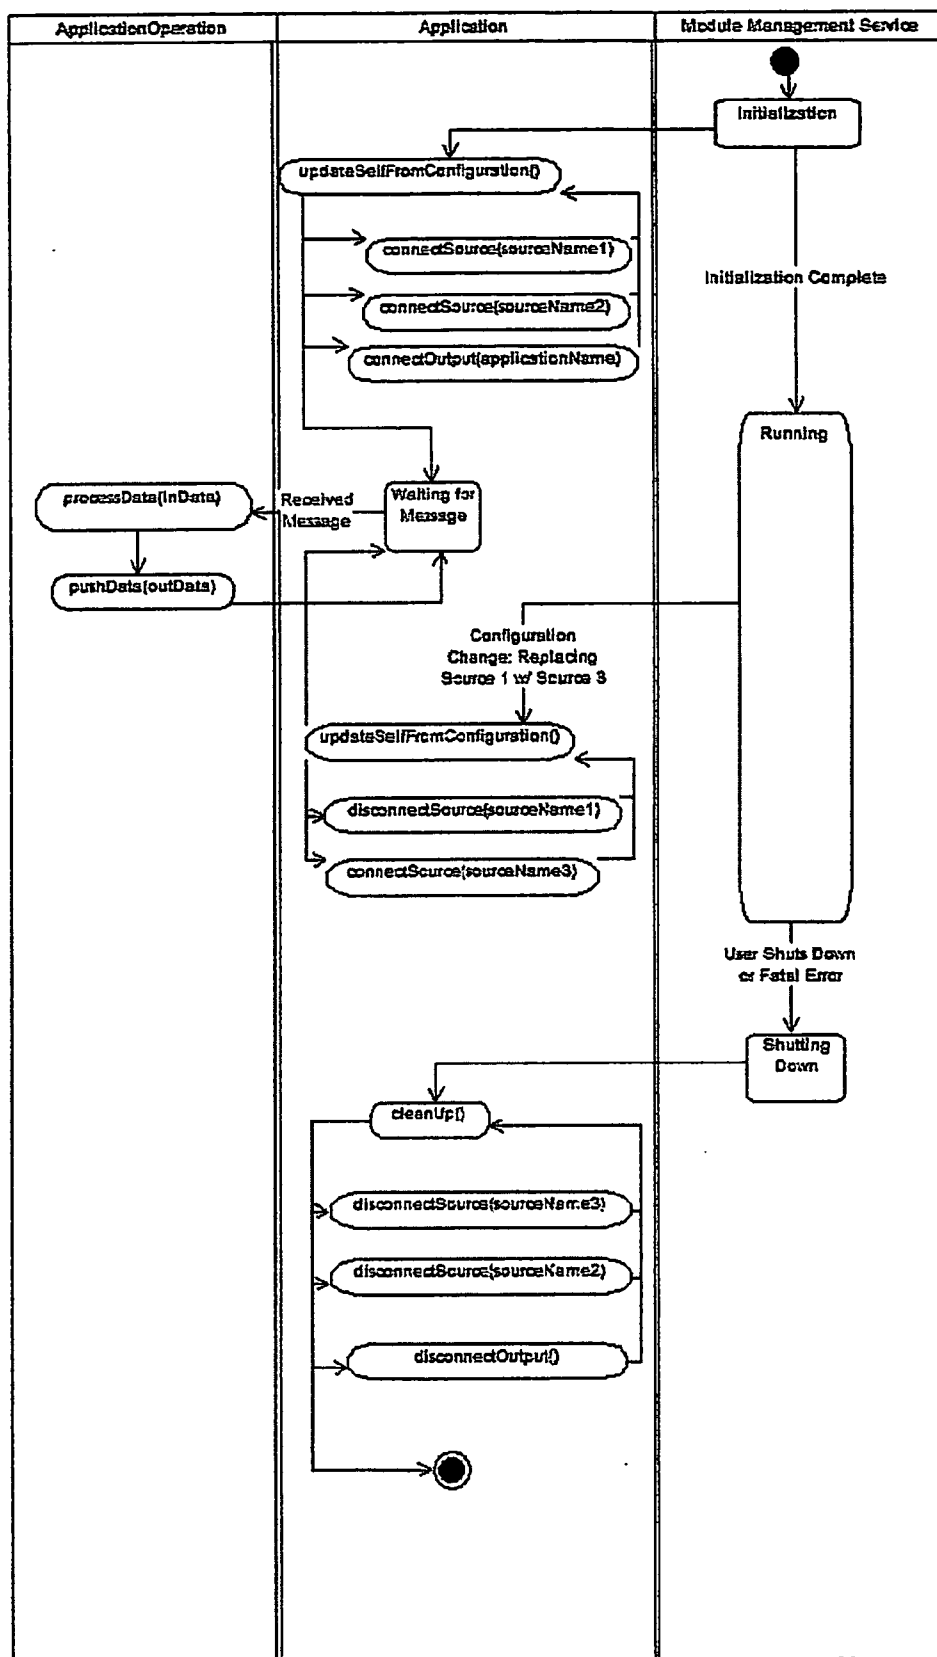 ApplicationOperation
Application
Module Management Service
Initialization
updateSelfFromConfiguration()
connectSource(sourceName1)
Initialization Complete
connectSource(sourceName2)
connectOutput(applicationName)
Running
processData(inData)
Received
Message
Waiting for
Message
pushData(outData)
Configuration
Change: Replacing
Source 1 w/ Source 3
updateSelfFromConfiguration()
disconnectSource(sourceName1)
connectSource(sourceName3)
User Shuts Down
or Fatal Error
Shutting
Down
cleanUp()
disconnectSource(sourceName3)
disconnectSource(sourceName2)
disconnectOutput()